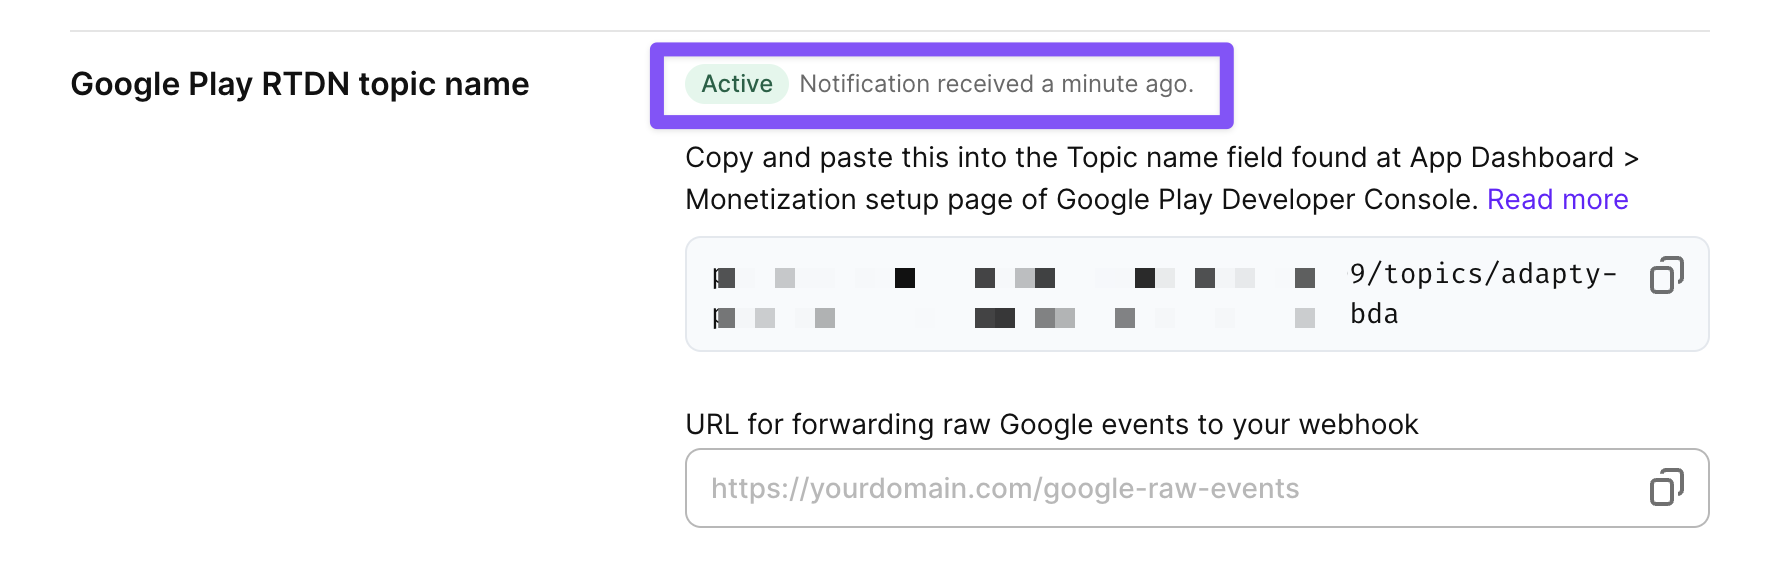 Google Play RTDN topic name
Active Notification received a minute ago.
Copy and paste this into the Topic name field found at App Dashboard >
Monetization setup page of Google Play Developer Console. Read more
9/topics/adapty-
bda
URL for forwarding raw Google events to your webhook
https://yourdomain.com/google-raw-events